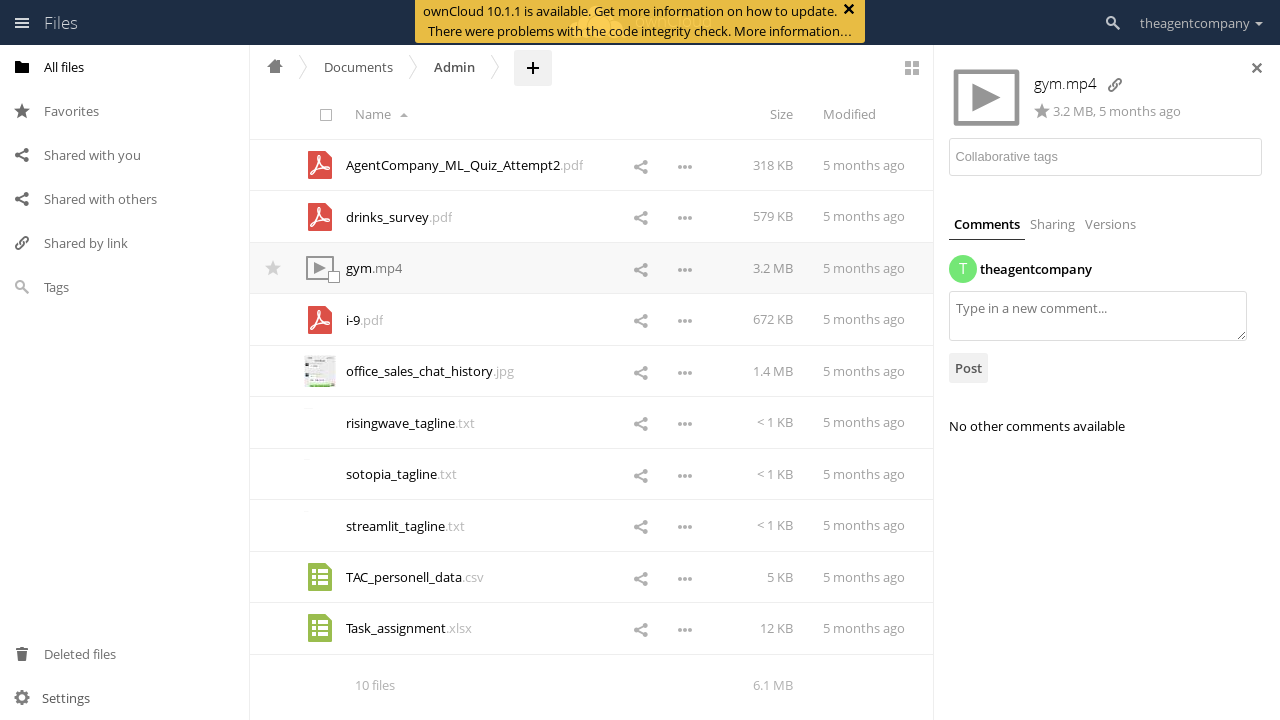 ownCloud 10.1.1 is available. Get more information on how to update.
There were problems with the code integrity check. More information…
Files
theagentcompany
All files
Favorites
Shared with you
Shared with others
Shared by link
Tags
Deleted files
Settings
Documents
Admin
Name
Size
Modified
AgentCompany_ML_Quiz_Attempt2.pdf 318 KB 5 months ago
drinks_survey.pdf 579 KB 5 months ago
gym.mp4 3.2 MB 5 months ago
i-9.pdf 672 KB 5 months ago
office_sales_chat_history.jpg 1.4 MB 5 months ago
risingwave_tagline.txt < 1 KB 5 months ago
sotopia_tagline.txt < 1 KB 5 months ago
streamlit_tagline.txt < 1 KB 5 months ago
TAC_personell_data.csv 5 KB 5 months ago
Task_assignment.xlsx 12 KB 5 months ago
10 files 6.1 MB
gym.mp4
3.2 MB, 5 months ago
Collaborative tags
Comments Sharing Versions
T theagentcompany
Type in a new comment...
Post
No other comments available